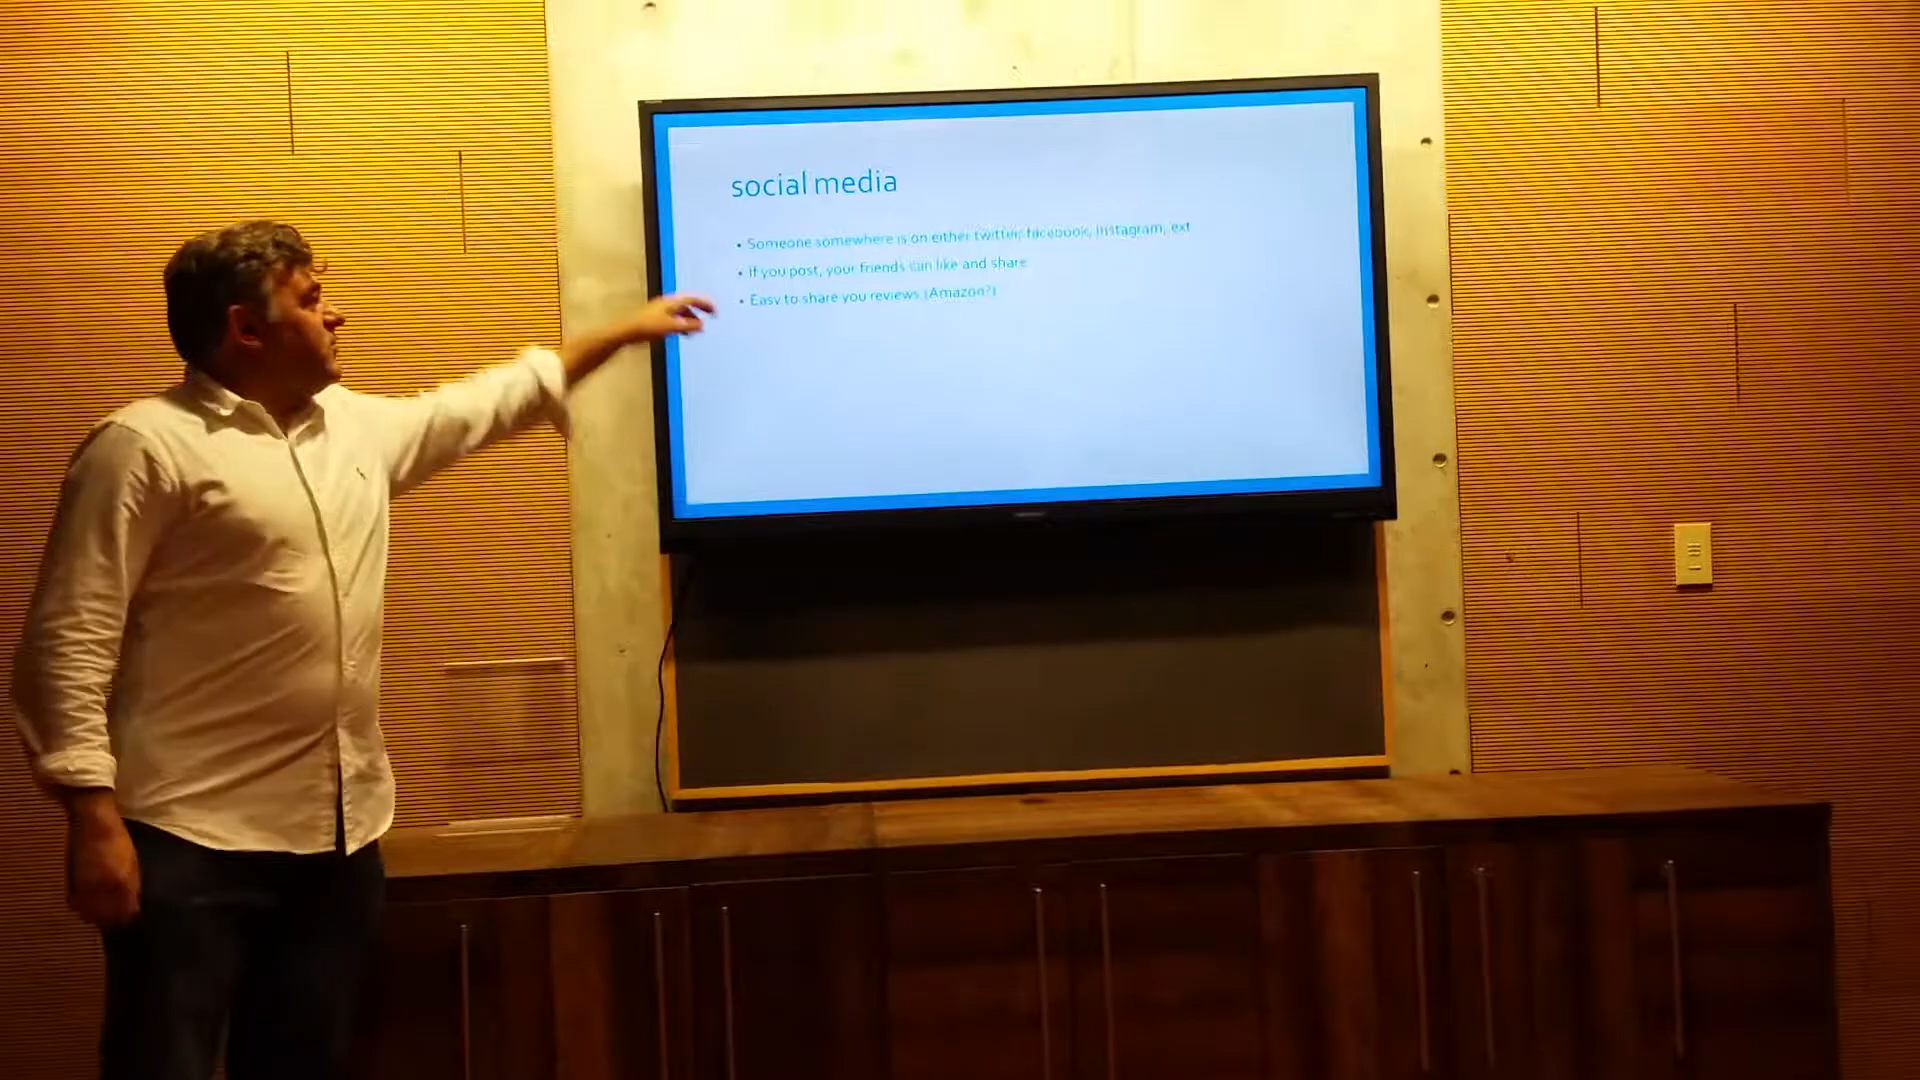 social media
• Someone somewhere is on either twitter, facebook, Instagram, ext
• If you post, your friends can like and share
• Easy to share you reviews (Amazon?)